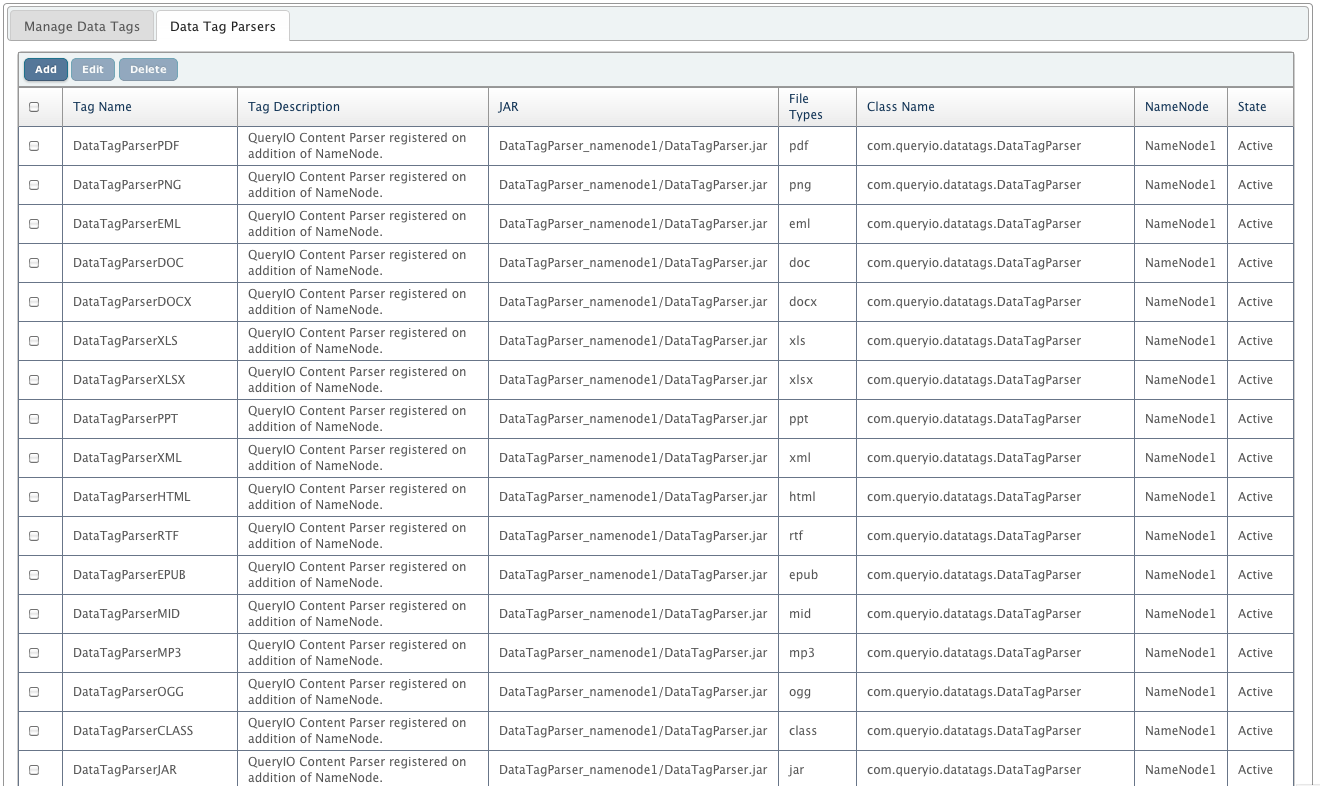 Manage Data Tags Data Tag Parsers
Add Edit Delete
Tag Name Tag Description JAR File Types Class Name NameNode State
DataTagParserPDF QueryIO Content Parser registered on addition of NameNode. DataTagParser_namenode1/DataTagParser.jar pdf com.queryio.datatags.DataTagParser NameNode1 Active
DataTagParserPNG QueryIO Content Parser registered on addition of NameNode. DataTagParser_namenode1/DataTagParser.jar png com.queryio.datatags.DataTagParser NameNode1 Active
DataTagParserEML QueryIO Content Parser registered on addition of NameNode. DataTagParser_namenode1/DataTagParser.jar eml com.queryio.datatags.DataTagParser NameNode1 Active
DataTagParserDOC QueryIO Content Parser registered on addition of NameNode. DataTagParser_namenode1/DataTagParser.jar doc com.queryio.datatags.DataTagParser NameNode1 Active
DataTagParserDOCX QueryIO Content Parser registered on addition of NameNode. DataTagParser_namenode1/DataTagParser.jar docx com.queryio.datatags.DataTagParser NameNode1 Active
DataTagParserXLS QueryIO Content Parser registered on addition of NameNode. DataTagParser_namenode1/DataTagParser.jar xls com.queryio.datatags.DataTagParser NameNode1 Active
DataTagParserXLSX QueryIO Content Parser registered on addition of NameNode. DataTagParser_namenode1/DataTagParser.jar xlsx com.queryio.datatags.DataTagParser NameNode1 Active
DataTagParserPPT QueryIO Content Parser registered on addition of NameNode. DataTagParser_namenode1/DataTagParser.jar ppt com.queryio.datatags.DataTagParser NameNode1 Active
DataTagParserXML QueryIO Content Parser registered on addition of NameNode. DataTagParser_namenode1/DataTagParser.jar xml com.queryio.datatags.DataTagParser NameNode1 Active
DataTagParserHTML QueryIO Content Parser registered on addition of NameNode. DataTagParser_namenode1/DataTagParser.jar html com.queryio.datatags.DataTagParser NameNode1 Active
DataTagParserRTF QueryIO Content Parser registered on addition of NameNode. DataTagParser_namenode1/DataTagParser.jar rtf com.queryio.datatags.DataTagParser NameNode1 Active
DataTagParserEPUB QueryIO Content Parser registered on addition of NameNode. DataTagParser_namenode1/DataTagParser.jar epub com.queryio.datatags.DataTagParser NameNode1 Active
DataTagParserMID QueryIO Content Parser registered on addition of NameNode. DataTagParser_namenode1/DataTagParser.jar mid com.queryio.datatags.DataTagParser NameNode1 Active
DataTagParserMP3 QueryIO Content Parser registered on addition of NameNode. DataTagParser_namenode1/DataTagParser.jar mp3 com.queryio.datatags.DataTagParser NameNode1 Active
DataTagParserOGG QueryIO Content Parser registered on addition of NameNode. DataTagParser_namenode1/DataTagParser.jar ogg com.queryio.datatags.DataTagParser NameNode1 Active
DataTagParserCLASS QueryIO Content Parser registered on addition of NameNode. DataTagParser_namenode1/DataTagParser.jar class com.queryio.datatags.DataTagParser NameNode1 Active
DataTagParserJAR QueryIO Content Parser registered on addition of NameNode. DataTagParser_namenode1/DataTagParser.jar jar com.queryio.datatags.DataTagParser NameNode1 Active